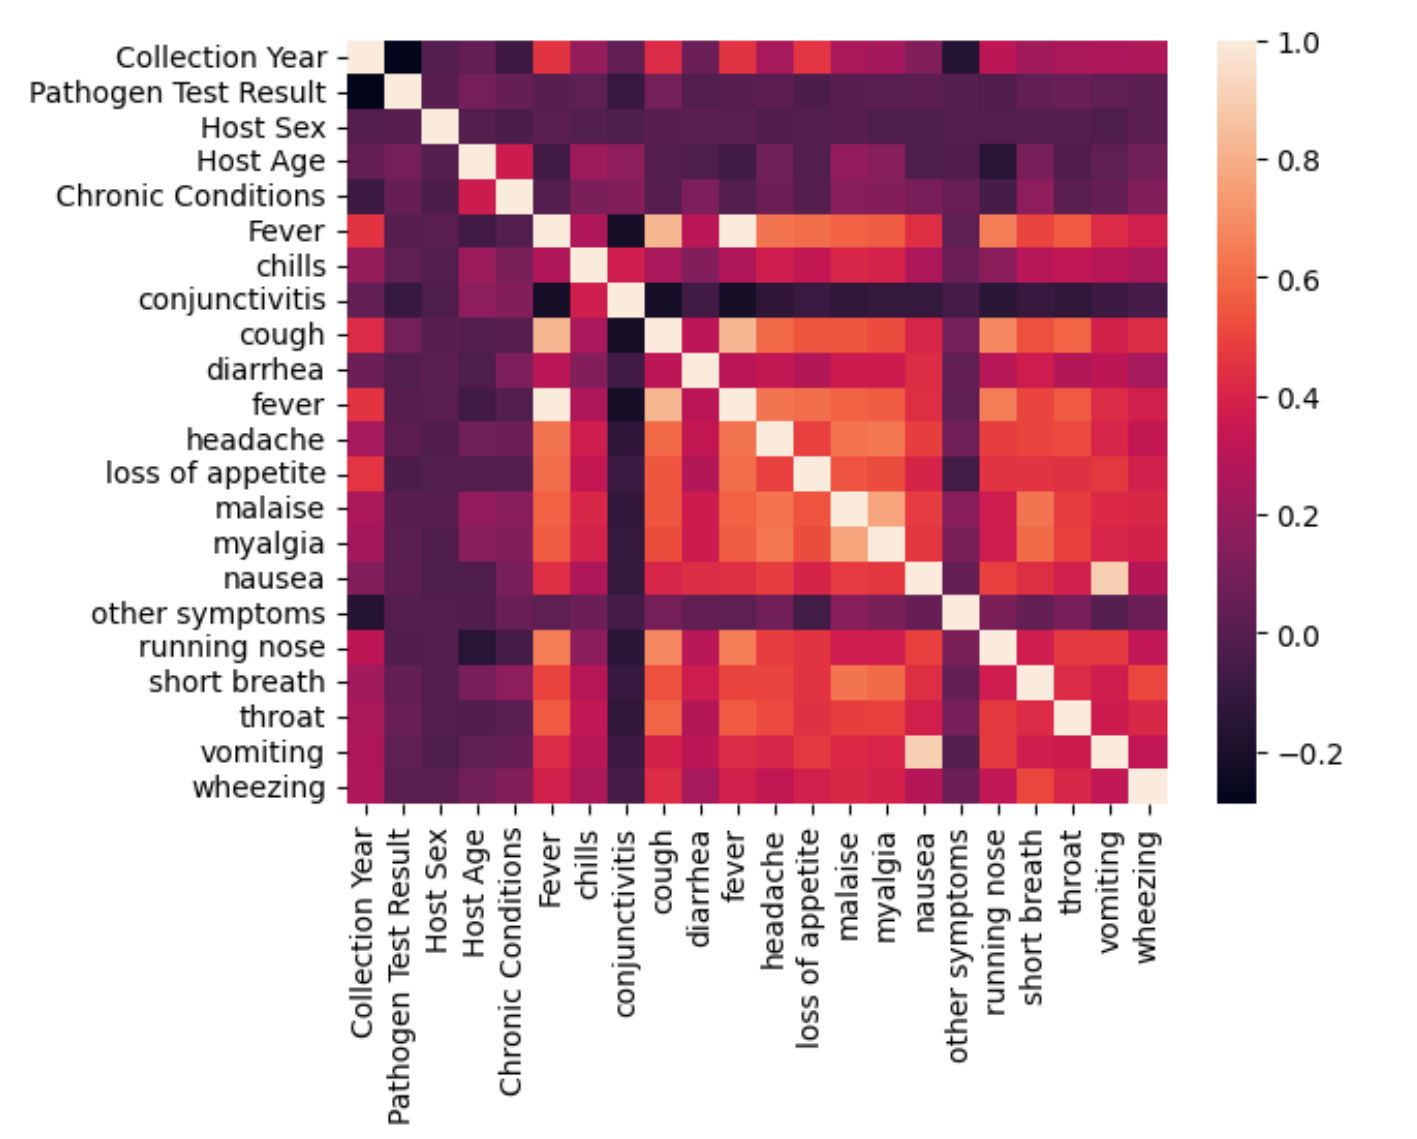 Collection Year
Pathogen Test Result
Host Sex
Host Age
Chronic Conditions
Fever
chills
conjunctivitis
cough
diarrhea
fever
headache
loss of appetite
malaise
myalgia
nausea
other symptoms
running nose
short breath
throat
vomiting
wheezing
Collection Year
Pathogen Test Result
Host Sex
Host Age
Chronic Conditions
Fever
chills
conjunctivitis
cough
diarrhea
fever
headache
loss of appetite
malaise
myalgia
nausea
other symptoms
running nose
short breath
throat
vomiting
wheezing
1.0
0.8
0.6
0.4
0.2
0.0
−0.2